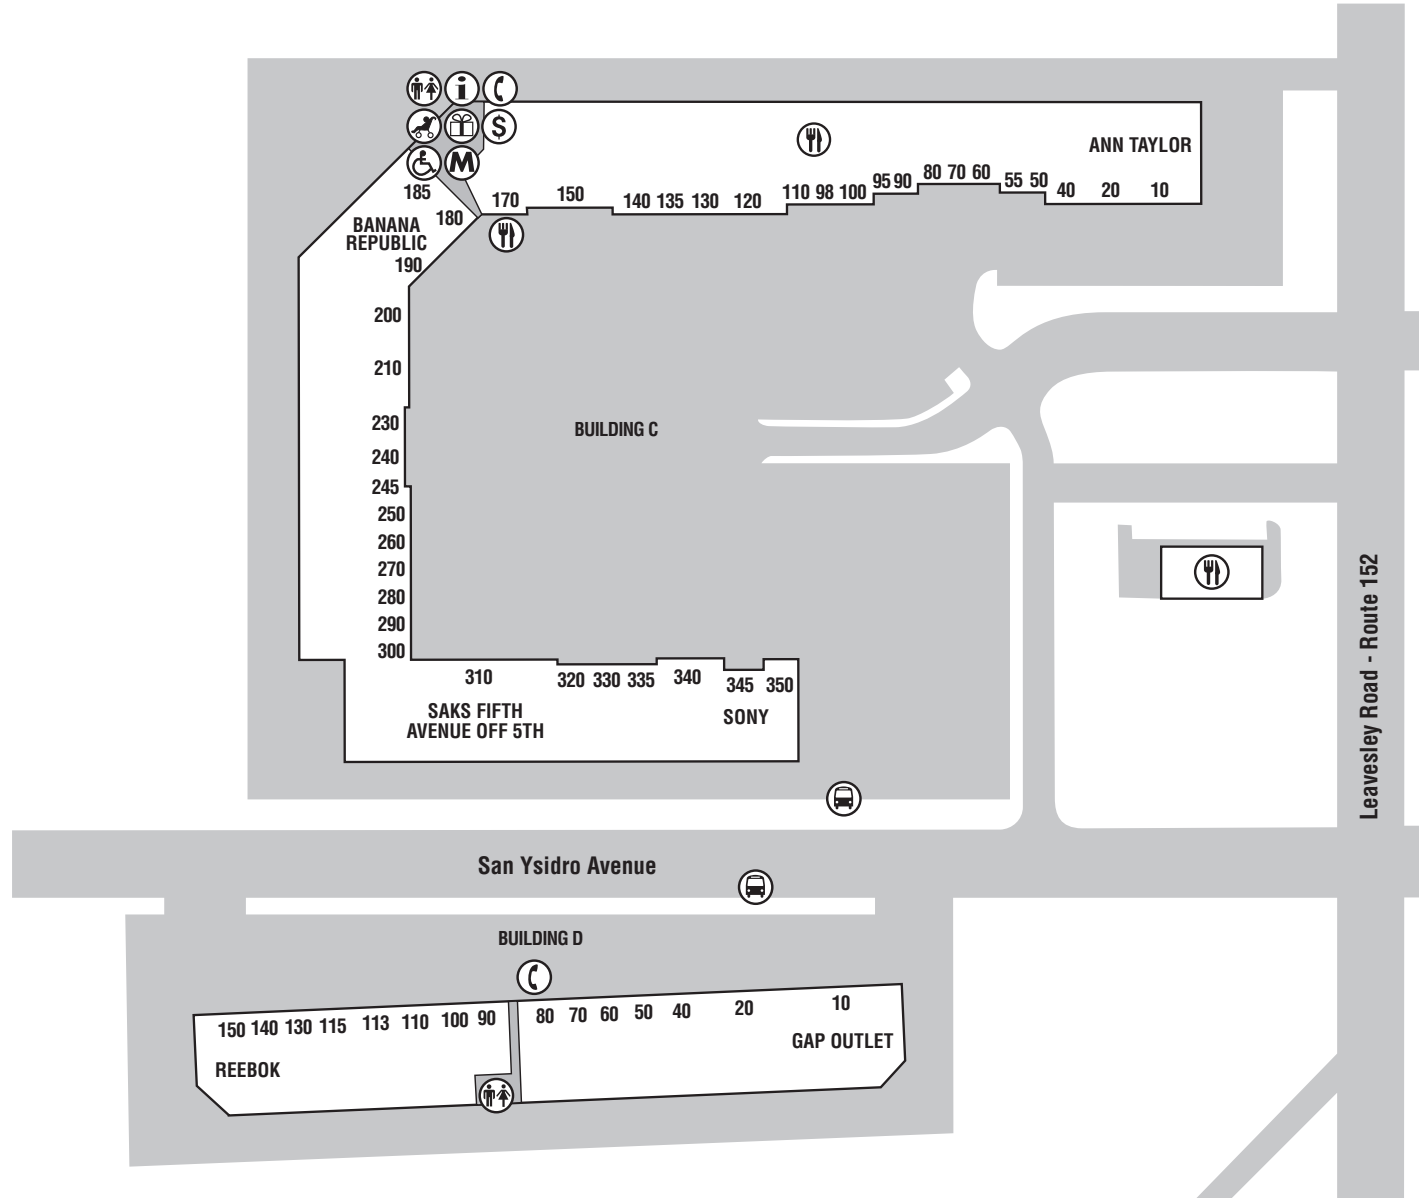 i
$
M
ANN TAYLOR
185
180
170
150
140 135 130 120
110 98 100
95 90
80 70 60
55 50
40 20 10
BANANA
REPUBLIC
190
200
210
230
240
245
250
260
270
280
290
300
BUILDING C
310
320 330 335
340
345 350
SAKS FIFTH
AVENUE OFF 5TH
SONY
Leavesley Road - Route 152
San Ysidro Avenue
BUILDING D
150 140 130 115 113 110 100 90
80 70 60 50 40 20 10
REEBOK
GAP OUTLET